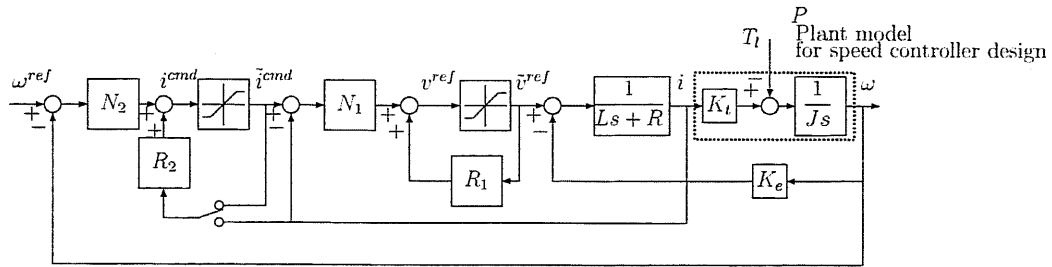 P
Plant model
for speed controller design
T_l
ω^{ref}
+
−
N_2
+
+
i^{cmd}
ĩ^{cmd}
+
−
N_1
+
+
v^{ref}
ṽ^{ref}
+
−
1
Ls + R
i
K_t
−
+
1
Js
ω
R_2
R_1
K_e